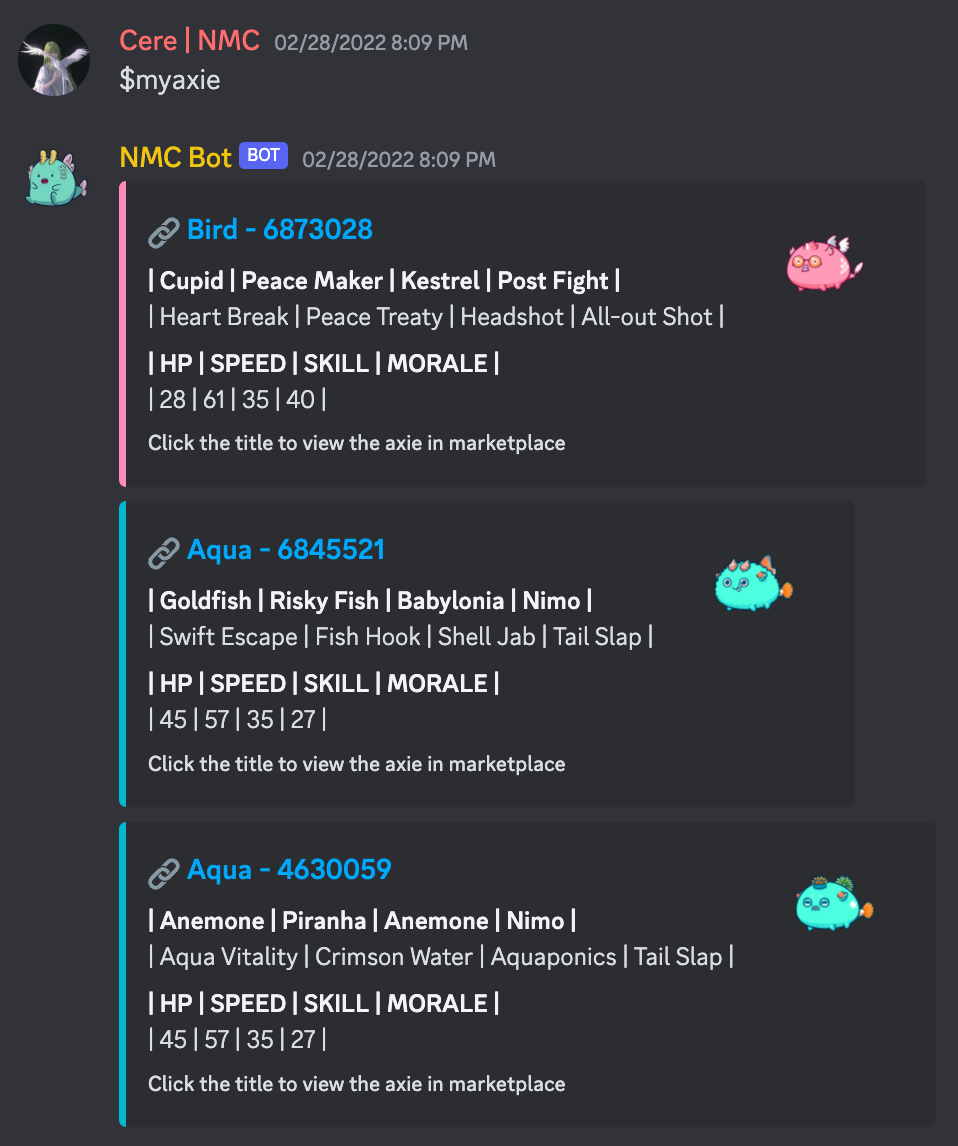 Cere | NMC 02/28/2022 8:09 PM
$myaxie
NMC Bot BOT 02/28/2022 8:09 PM
Bird - 6873028
| Cupid | Peace Maker | Kestrel | Post Fight |
| Heart Break | Peace Treaty | Headshot | All-out Shot |
| HP | SPEED | SKILL | MORALE |
| 28 | 61 | 35 | 40 |
Click the title to view the axie in marketplace
Aqua - 6845521
| Goldfish | Risky Fish | Babylonia | Nimo |
| Swift Escape | Fish Hook | Shell Jab | Tail Slap |
| HP | SPEED | SKILL | MORALE |
| 45 | 57 | 35 | 27 |
Click the title to view the axie in marketplace
Aqua - 4630059
| Anemone | Piranha | Anemone | Nimo |
| Aqua Vitality | Crimson Water | Aquaponics | Tail Slap |
| HP | SPEED | SKILL | MORALE |
| 45 | 57 | 35 | 27 |
Click the title to view the axie in marketplace